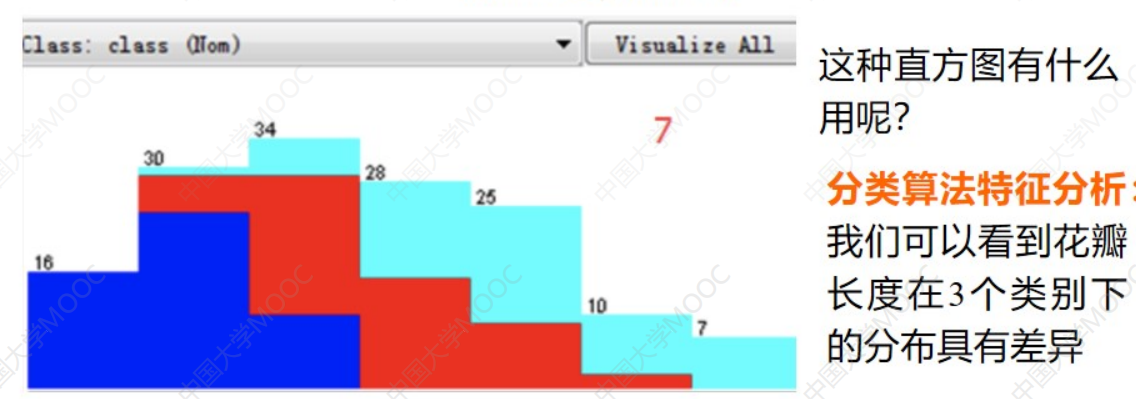 Class: class (Nom)
Visualize All
7
34
30
28
25
16
10
7
这种直方图有什么
用呢?
分类算法特征分析:
我们可以看到花瓣
长度在3个类别下
的分布具有差异
中国大学MOOC